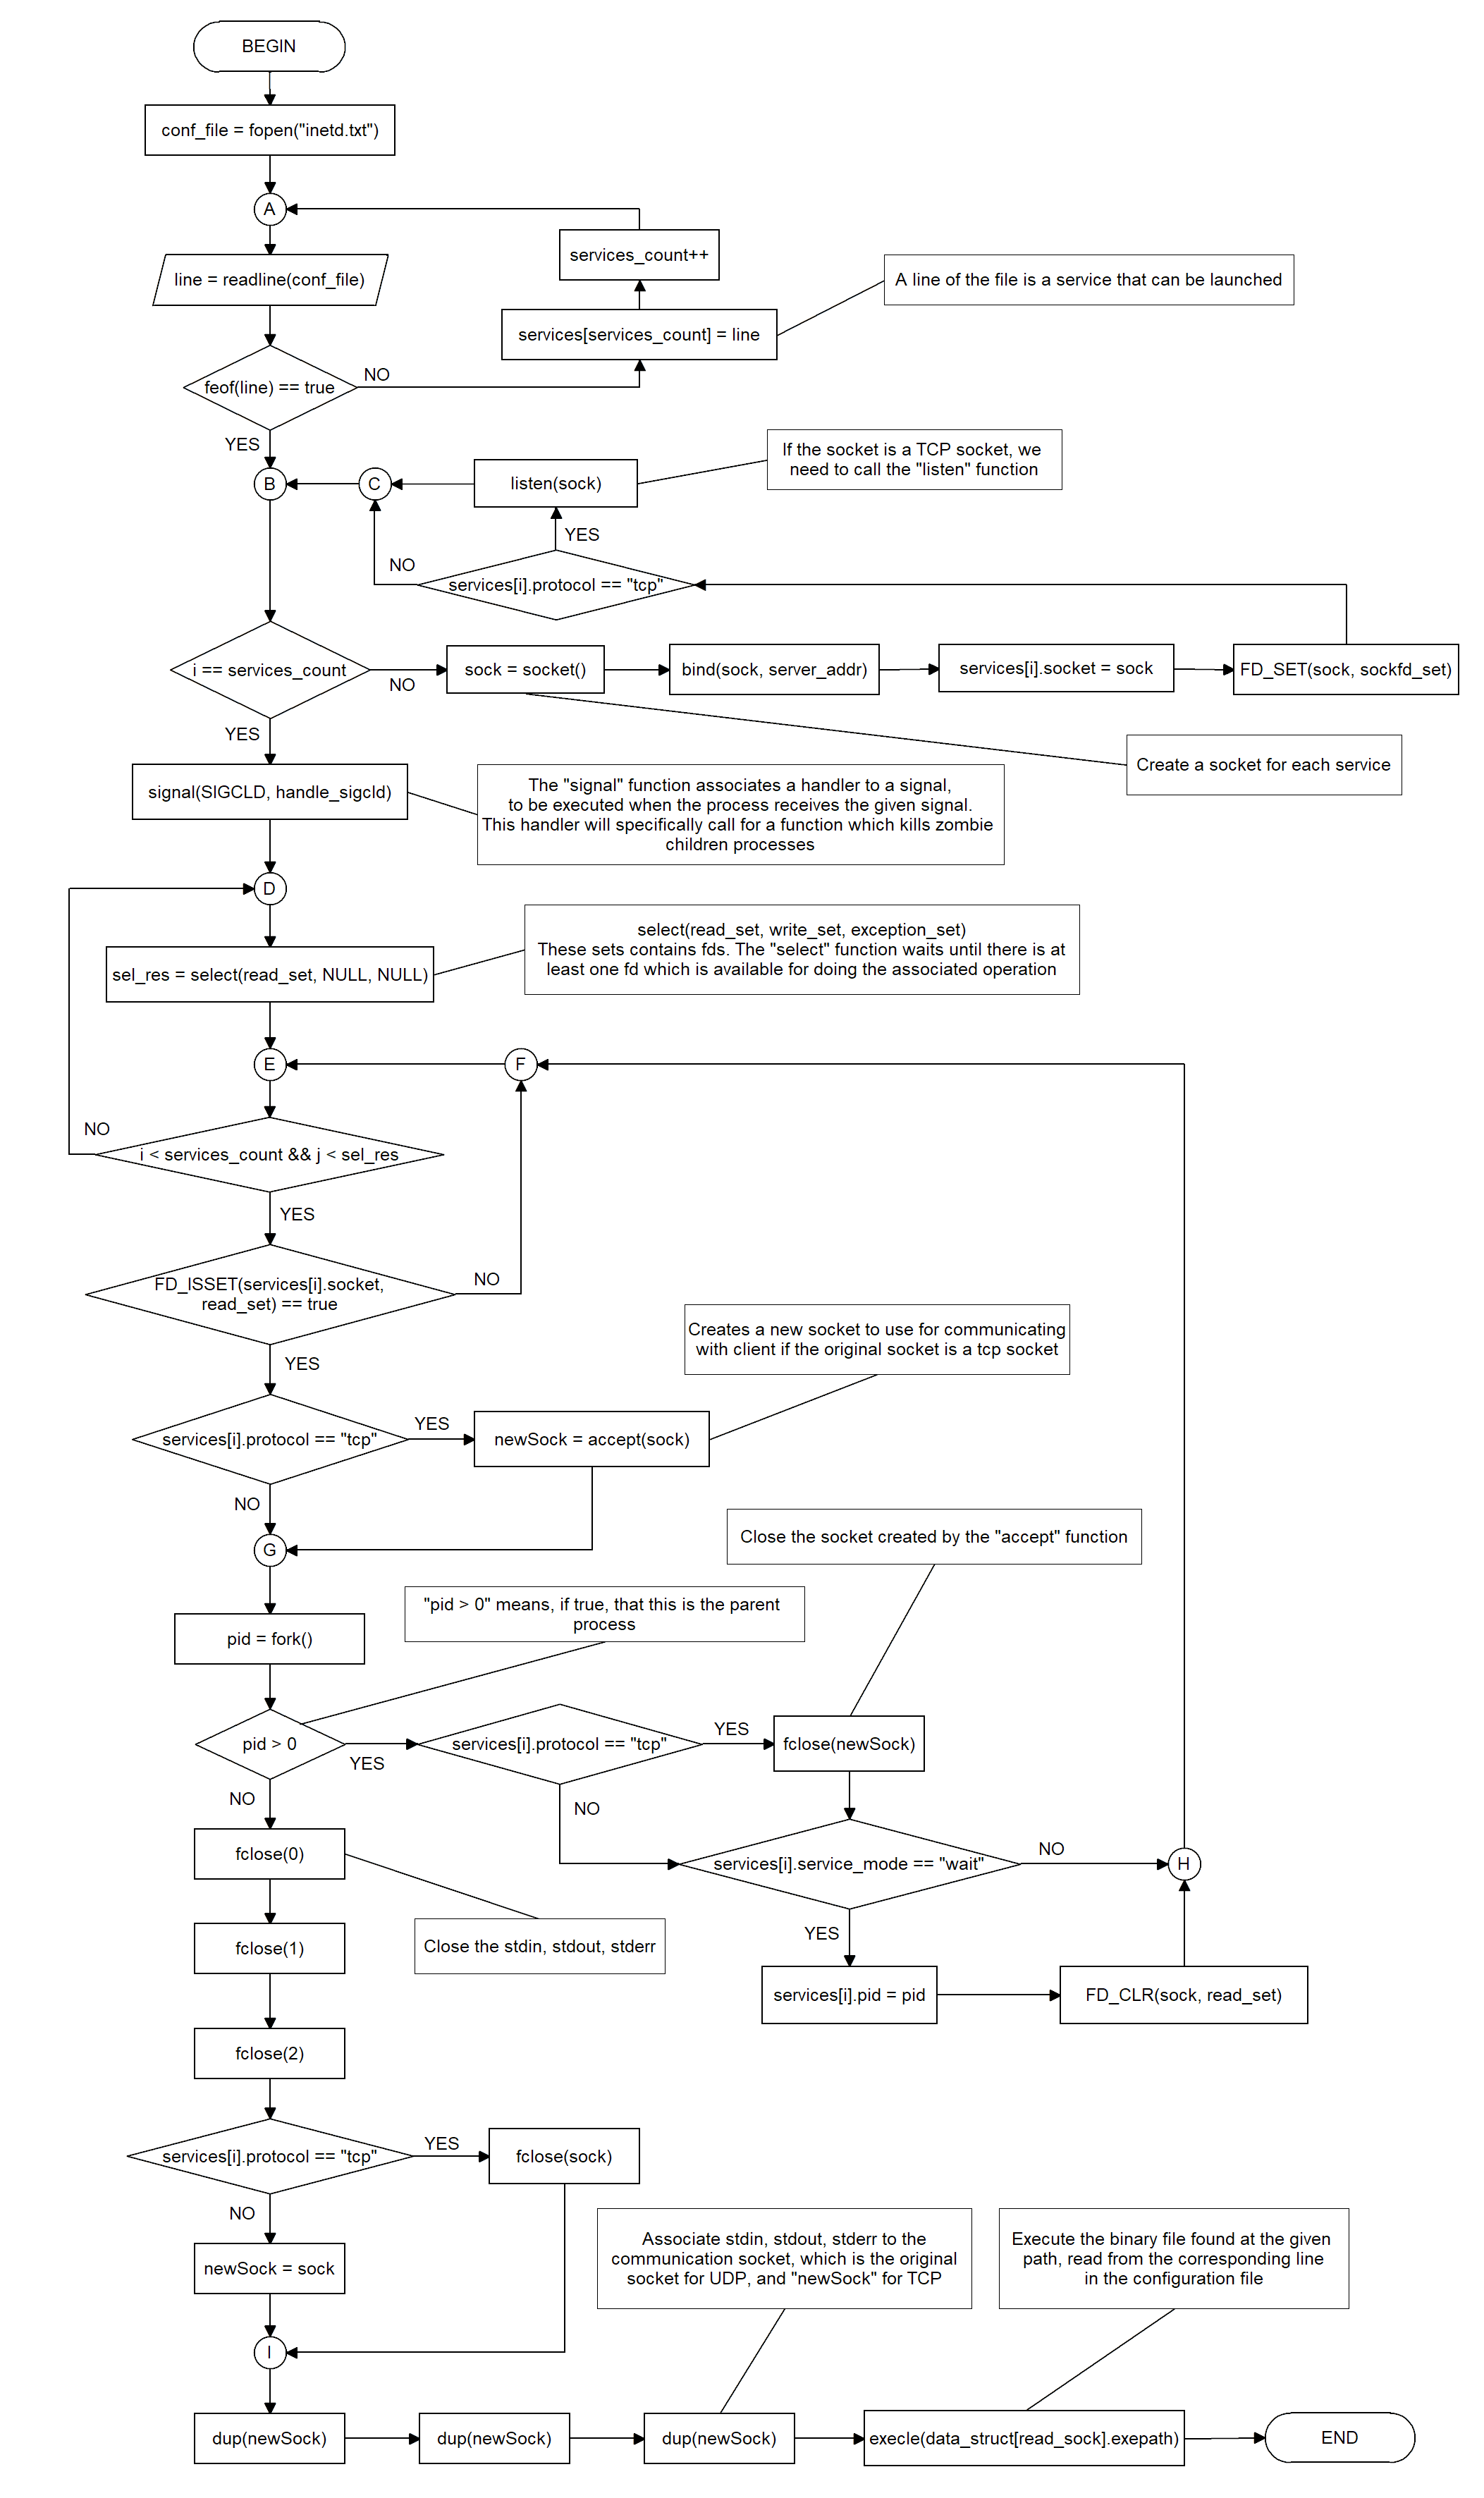 BEGIN
conf_file = fopen("inetd.txt")
A
services_count++
line = readline(conf_file)
A line of the file is a service that can be launched
services[services_count] = line
feof(line) == true
NO
YES
If the socket is a TCP socket, we
need to call the "listen" function
B
C
listen(sock)
YES
NO
services[i].protocol == "tcp"
i == services_count
NO
sock = socket()
bind(sock, server_addr)
services[i].socket = sock
FD_SET(sock, sockfd_set)
YES
Create a socket for each service
signal(SIGCLD, handle_sigcld)
The "signal" function associates a handler to a signal,
to be executed when the process receives the given signal.
This handler will specifically call for a function which kills zombie
children processes
D
select(read_set, write_set, exception_set)
These sets contains fds. The "select" function waits until there is at
least one fd which is available for doing the associated operation
sel_res = select(read_set, NULL, NULL)
E
F
NO
i < services_count && j < sel_res
YES
FD_ISSET(services[i].socket,
read_set) == true
NO
Creates a new socket to use for communicating
with client if the original socket is a tcp socket
YES
services[i].protocol == "tcp"
YES
newSock = accept(sock)
NO
G
Close the socket created by the "accept" function
"pid > 0" means, if true, that this is the parent
process
pid = fork()
pid > 0
YES
services[i].protocol == "tcp"
YES
fclose(newSock)
NO
NO
fclose(0)
services[i].service_mode == "wait"
NO
H
YES
Close the stdin, stdout, stderr
fclose(1)
services[i].pid = pid
FD_CLR(sock, read_set)
fclose(2)
services[i].protocol == "tcp"
YES
fclose(sock)
NO
newSock = sock
Associate stdin, stdout, stderr to the
communication socket, which is the original
socket for UDP, and "newSock" for TCP
Execute the binary file found at the given
path, read from the corresponding line
in the configuration file
I
dup(newSock)
dup(newSock)
dup(newSock)
execle(data_struct[read_sock].exepath)
END